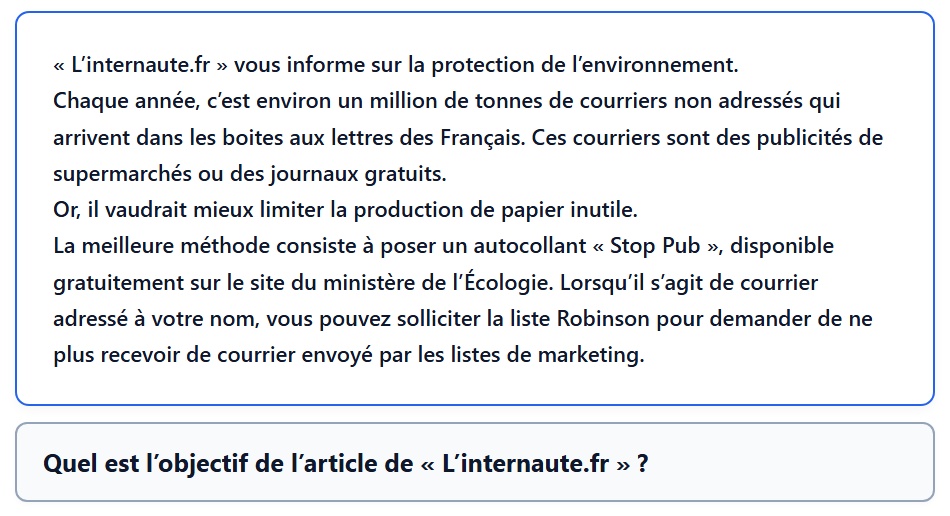 « L’internaute.fr » vous informe sur la protection de l’environnement.
Chaque année, c’est environ un million de tonnes de courriers non adressés qui
arrivent dans les boites aux lettres des Français. Ces courriers sont des publicités de
supermarchés ou des journaux gratuits.
Or, il vaudrait mieux limiter la production de papier inutile.
La meilleure méthode consiste à poser un autocollant « Stop Pub », disponible
gratuitement sur le site du ministère de l’Écologie. Lorsqu’il s’agit de courrier
adressé à votre nom, vous pouvez solliciter la liste Robinson pour demander de ne
plus recevoir de courrier envoyé par les listes de marketing.
Quel est l’objectif de l’article de « L’internaute.fr » ?